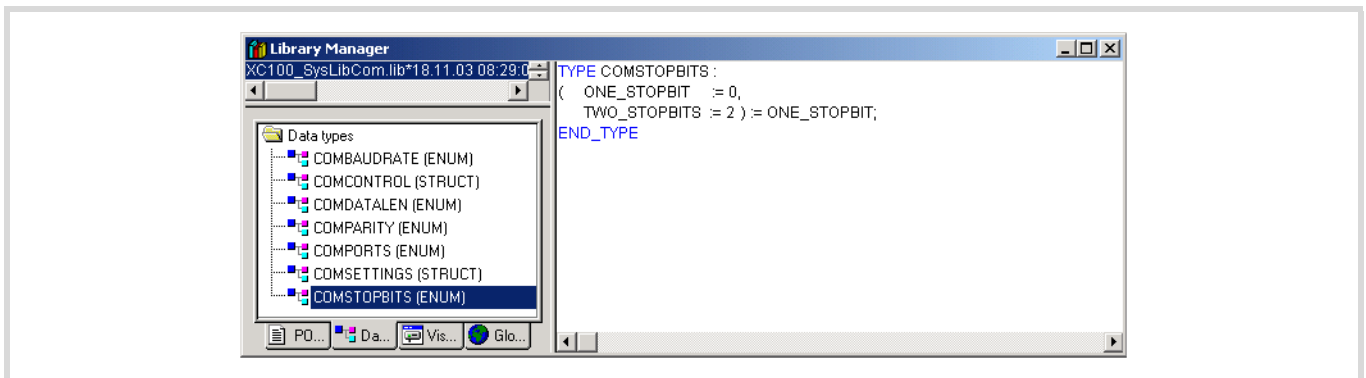 Library Manager
XC100_SysLibCom.lib*18.11.03 08:29:0
Data types
COMBAUDRATE (ENUM)
COMCONTROL (STRUCT)
COMDATALEN (ENUM)
COMPARITY (ENUM)
COMPORTS (ENUM)
COMSETTINGS (STRUCT)
COMSTOPBITS (ENUM)
PO... Da... Vis... Glo...
TYPE COMSTOPBITS :
( ONE_STOPBIT := 0,
TWO_STOPBITS := 2 ) := ONE_STOPBIT;
END_TYPE